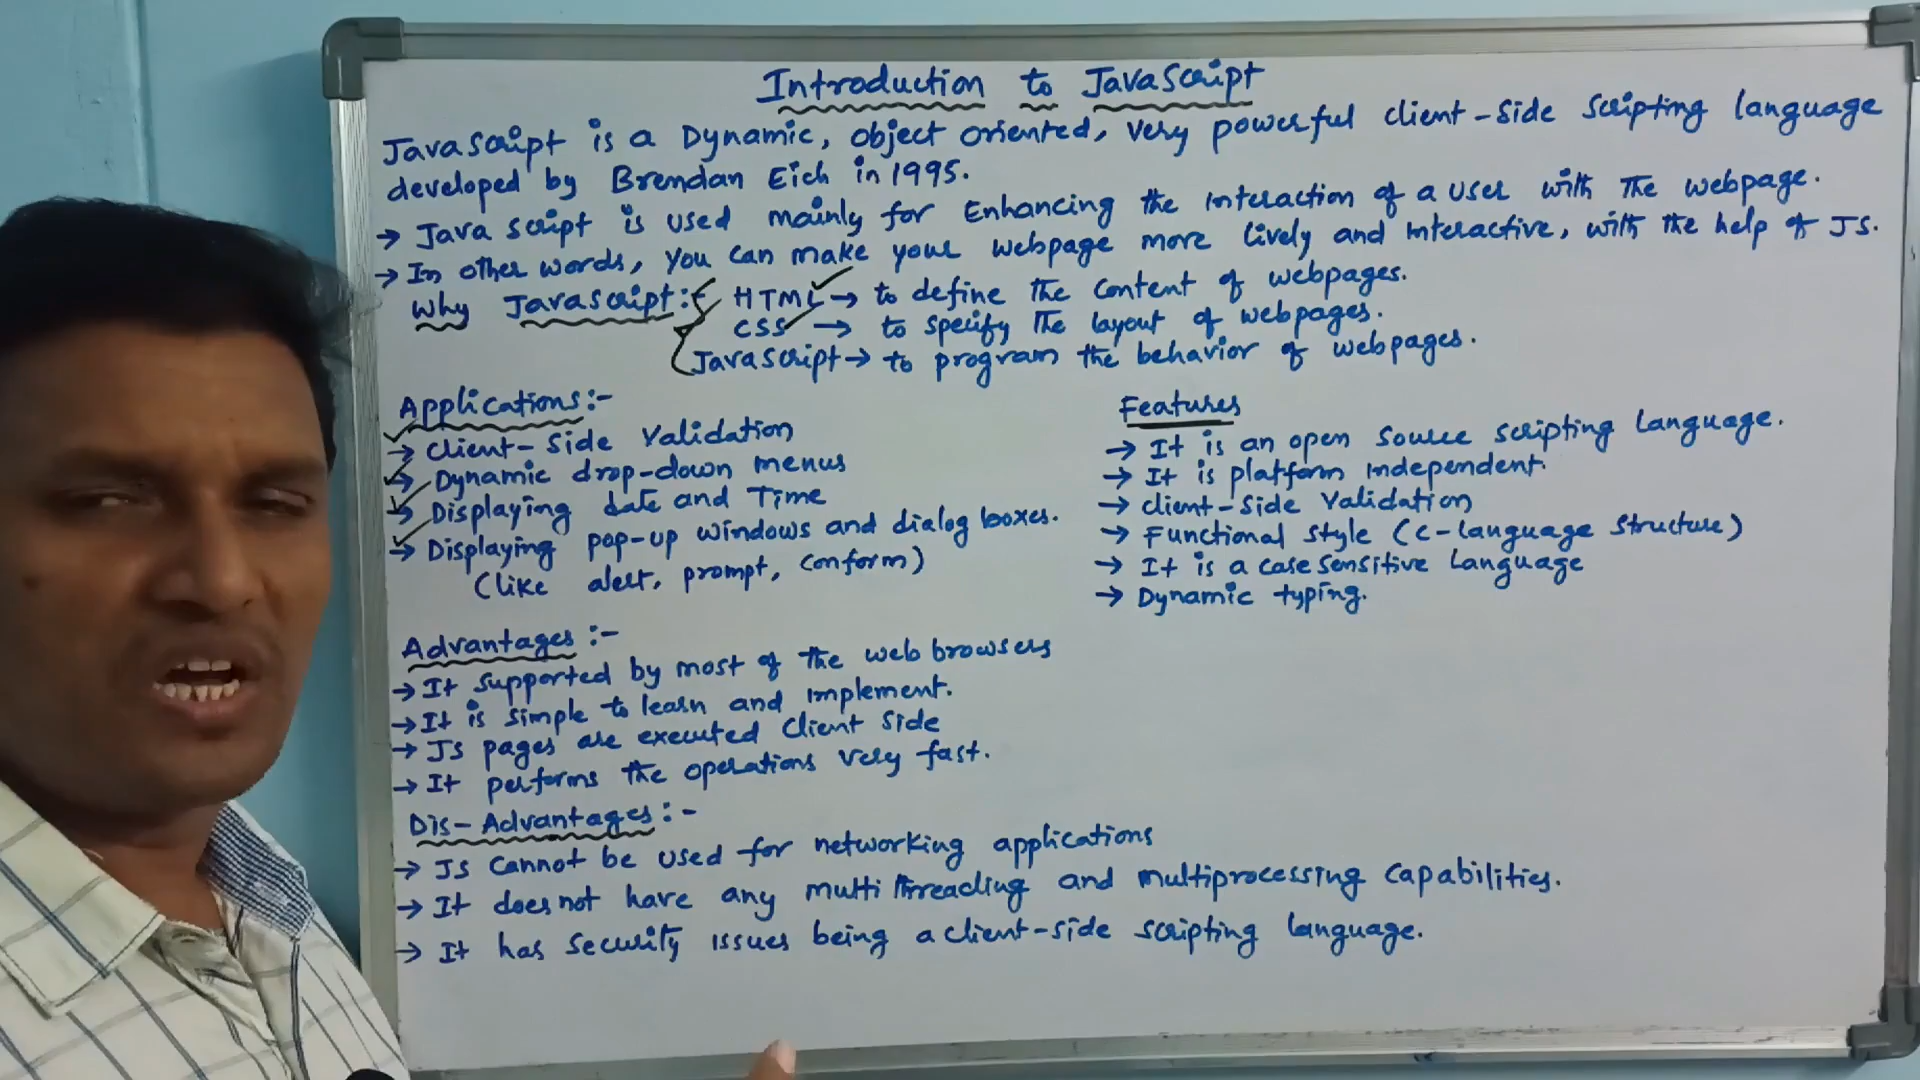 Introduction to JavaScript
JavaScript is a Dynamic, object oriented, very powerful client-side scripting language
developed by Brendan Eich in 1995.
→ Java script is used mainly for Enhancing the interaction of a user with the webpage.
→ In other words, you can make your webpage more lively and interactive, with the help of JS.
Why Javascript:- HTML → to define the content of webpages.
CSS → to specify the layout of webpages.
JavaScript → to program the behavior of webpages.
Applications:-
→ Client-Side Validation
→ Dynamic drop-down menus
→ Displaying date and Time
→ Displaying pop-up windows and dialog boxes.
(like alert, prompt, conform)
Features
→ It is an open source scripting language.
→ It is platform independent.
→ client-side validation
→ Functional style (c-language structure)
→ It is a case sensitive language
→ Dynamic typing.
Advantages:-
→ It supported by most of the web browsers
→ It is simple to learn and implement.
→ Js pages are executed client side
→ It performs the operations very fast.
Dis-Advantages:-
→ Js cannot be used for networking applications
→ It does not have any multi threading and multiprocessing capabilities.
→ It has security issues being a client-side scripting language.